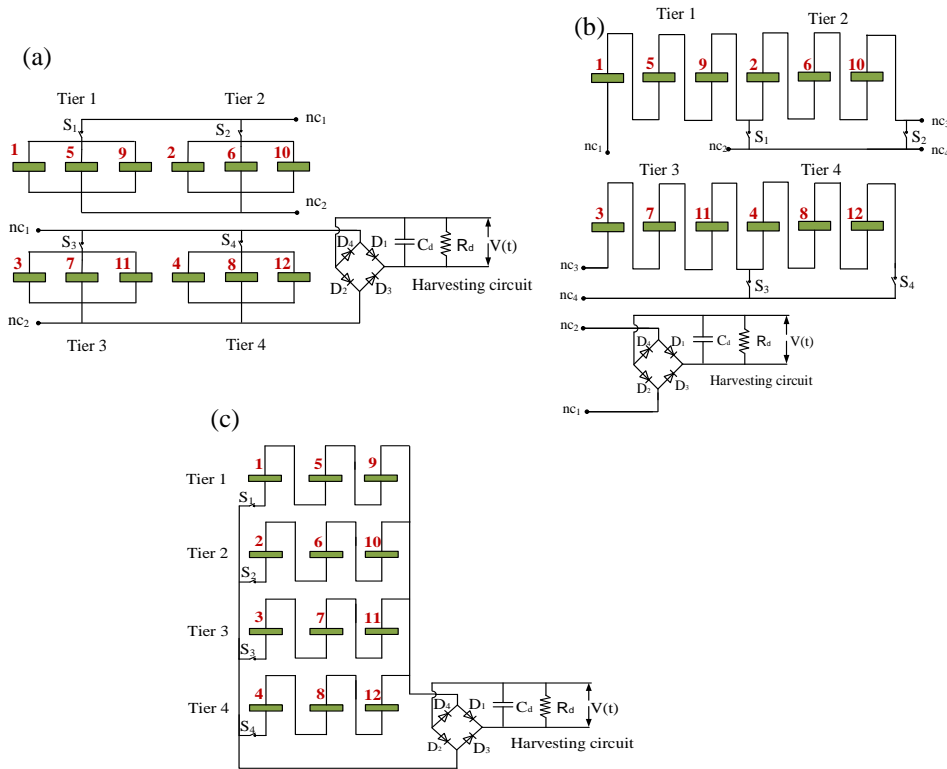 (a)
Tier 1 Tier 2
nc1
S1 S2
1 5 9 2 6 10
nc2
nc1
S3 S4
3 7 11 4 8 12
nc2
Tier 3 Tier 4
D4 D1
D2 D3
Cd Rd V(t)
Harvesting circuit
(b)
Tier 1 Tier 2
1 5 9 2 6 10
nc3
S1 S2
nc1 nc2 nc4
Tier 3 Tier 4
3 7 11 4 8 12
nc3
S3 S4
nc4
nc2
D4 D1
D2 D3
Cd Rd V(t)
Harvesting circuit
nc1
(c)
Tier 1
1 5 9
S1
Tier 2
2 6 10
S2
Tier 3
3 7 11
S3
Tier 4
4 8 12
S4
D4 D1
D2 D3
Cd Rd V(t)
Harvesting circuit